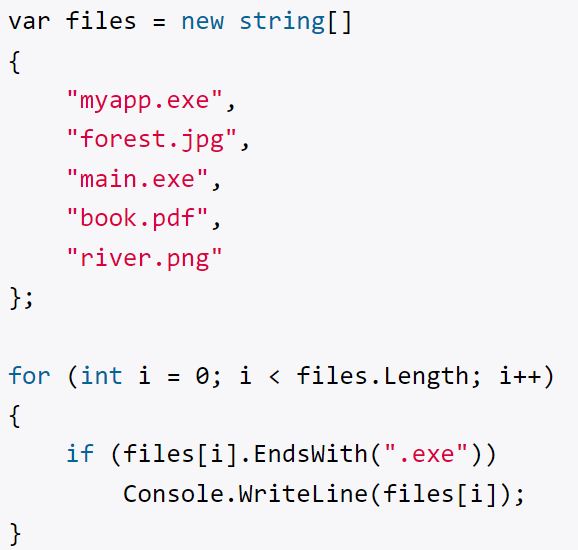 var files = new string[]
{
    "myapp.exe",
    "forest.jpg",
    "main.exe",
    "book.pdf",
    "river.png"
};

for (int i = 0; i < files.Length; i++)
{
    if (files[i].EndsWith(".exe"))
        Console.WriteLine(files[i]);
}